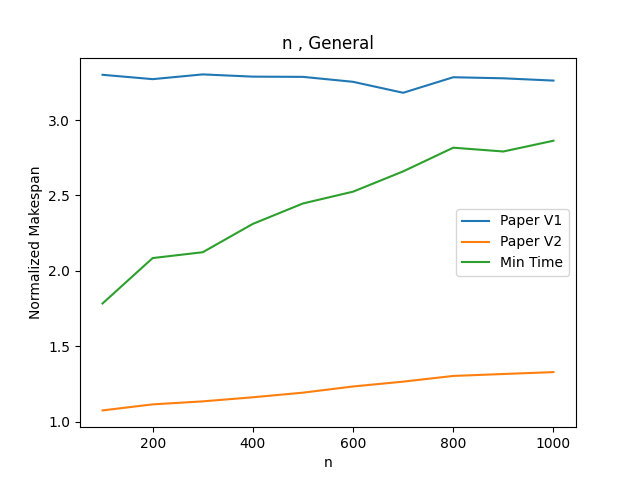 n , General
Normalized Makespan
3.0
2.5
2.0
1.5
1.0
Paper V1
Paper V2
Min Time
200 400 600 800 1000
n